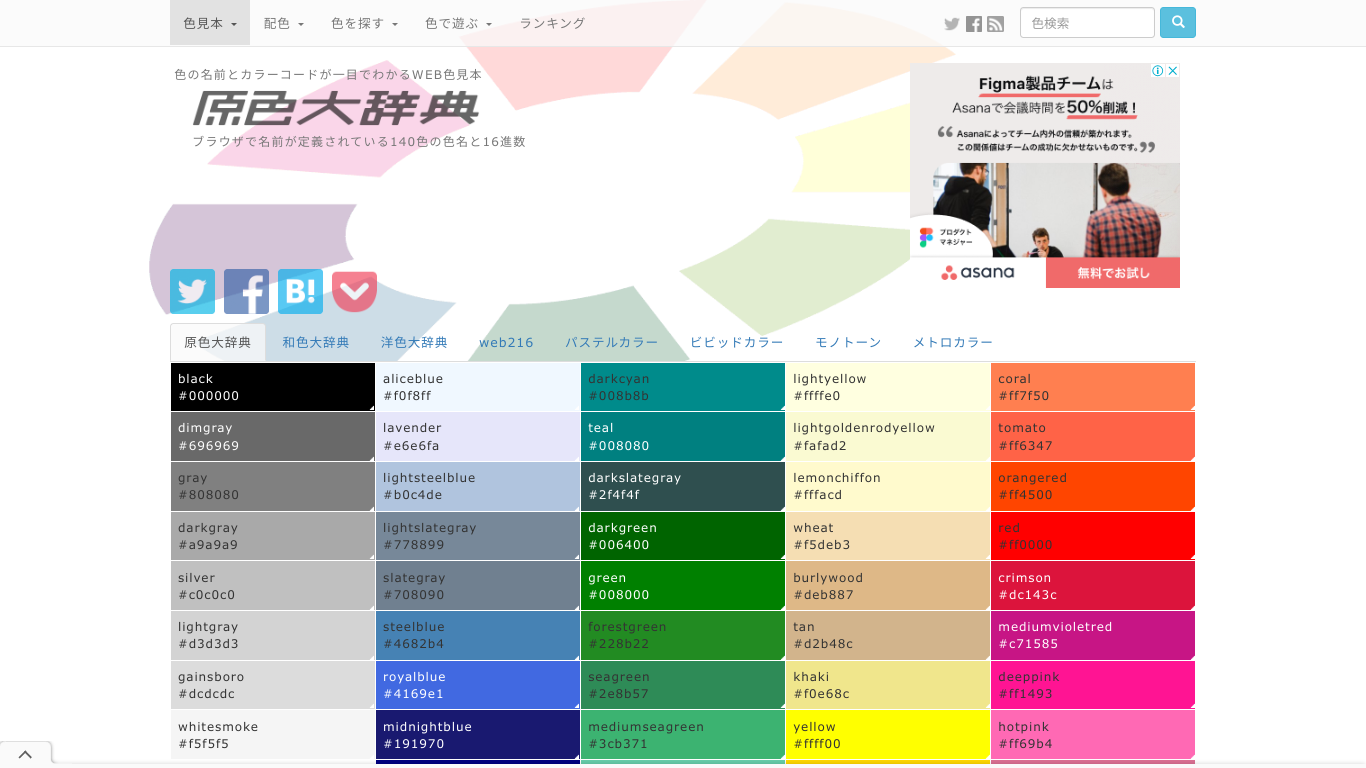 色見本
配色
色を探す
色で遊ぶ
ランキング
色検索
色の名前とカラーコードが一目でわかるWEB色見本
原色大辞典
ブラウザで名前が定義されている140色の色名と16進数
Figma製品チームは
Asanaで会議時間を50%削減！
“ Asanaによってチーム内外の信頼が築かれます。
この関係値はチームの成功に欠かせないものです。”
プロダクト
マネジャー
asana
無料でお試し
B!
原色大辞典
和色大辞典
洋色大辞典
web216
パステルカラー
ビビッドカラー
モノトーン
メトロカラー
black
#000000
aliceblue
#f0f8ff
darkcyan
#008b8b
lightyellow
#ffffe0
coral
#ff7f50
dimgray
#696969
lavender
#e6e6fa
teal
#008080
lightgoldenrodyellow
#fafad2
tomato
#ff6347
gray
#808080
lightsteelblue
#b0c4de
darkslategray
#2f4f4f
lemonchiffon
#fffacd
orangered
#ff4500
darkgray
#a9a9a9
lightslategray
#778899
darkgreen
#006400
wheat
#f5deb3
red
#ff0000
silver
#c0c0c0
slategray
#708090
green
#008000
burlywood
#deb887
crimson
#dc143c
lightgray
#d3d3d3
steelblue
#4682b4
forestgreen
#228b22
tan
#d2b48c
mediumvioletred
#c71585
gainsboro
#dcdcdc
royalblue
#4169e1
seagreen
#2e8b57
khaki
#f0e68c
deeppink
#ff1493
whitesmoke
#f5f5f5
midnightblue
#191970
mediumseagreen
#3cb371
yellow
#ffff00
hotpink
#ff69b4